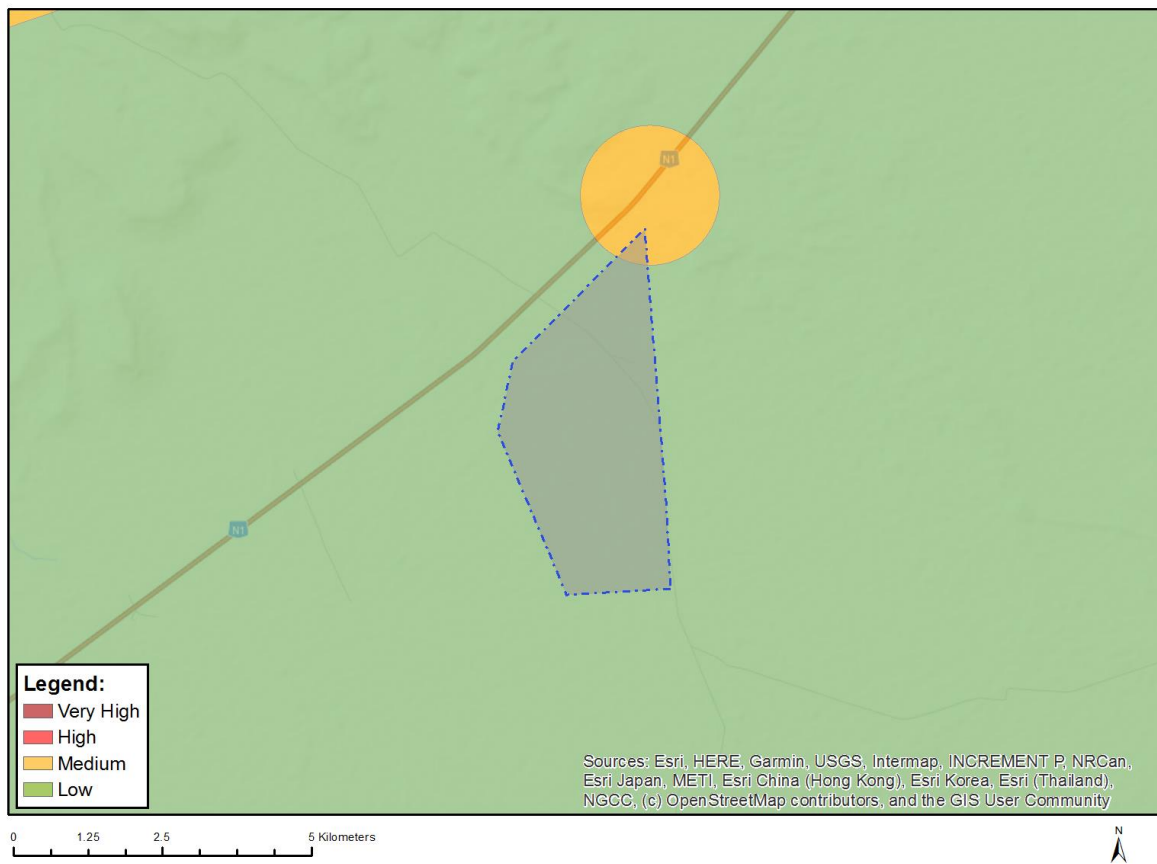 N1
N1
Legend:
Very High
High
Medium
Low
Sources: Esri, HERE, Garmin, USGS, Intermap, INCREMENT P, NRCan,
Esri Japan, METI, Esri China (Hong Kong), Esri Korea, Esri (Thailand),
NGCC, (c) OpenStreetMap contributors, and the GIS User Community
0 1.25 2.5 5 Kilometers
N